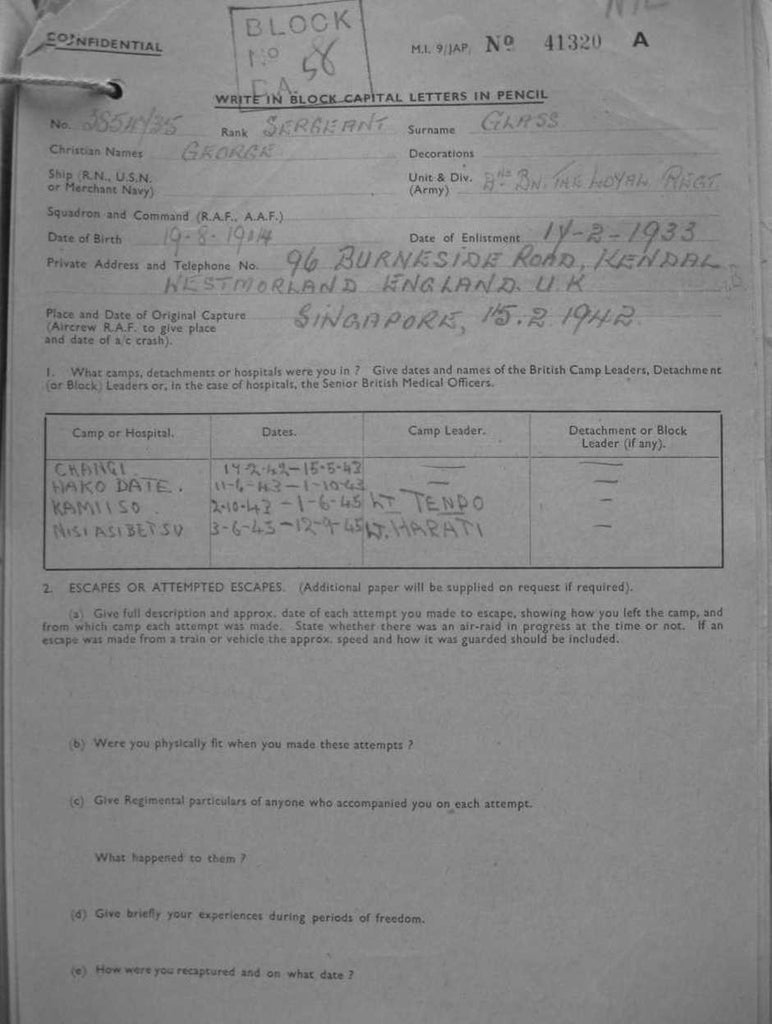 CONFIDENTIAL
BLOCK
No 58
M.I. 9/JAP. No 41320 A
WRITE IN BLOCK CAPITAL LETTERS IN PENCIL
No. Rank SERGEANT Surname GLASS
Christian Names GEORGE Decorations
Ship (R.N., U.S.N. or Merchant Navy) Unit & Div. (Army) BN. THE LOYAL REGT
Squadron and Command (R.A.F., A.A.F.)
Date of Birth 19-8-1914 Date of Enlistment 14-2-1933
Private Address and Telephone No. 96 BURNESIDE ROAD, KENDAL
WESTMORLAND ENGLAND. U.K
Place and Date of Original Capture SINGAPORE, 15.2.1942
(Aircrew R.A.F. to give place
and date of a/c crash).
1. What camps, detachments or hospitals were you in ? Give dates and names of the British Camp Leaders, Detachment
(or Block) Leaders or, in the case of hospitals, the Senior British Medical Officers.
Camp or Hospital. Dates. Camp Leader. Detachment or Block Leader (if any).
CHANGI. -15-5-43 — —
HAKO DATE. -1-10-43 — —
KAMIISO. 2-10-43-1-6-45 LT TENDO —
NISI ASIBETSU 3-6-45-12-9-45 LT. HARATI —
2. ESCAPES OR ATTEMPTED ESCAPES. (Additional paper will be supplied on request if required).
(a) Give full description and approx. date of each attempt you made to escape, showing how you left the camp, and
from which camp each attempt was made. State whether there was an air-raid in progress at the time or not. If an
escape was made from a train or vehicle the approx. speed and how it was guarded should be included.
(b) Were you physically fit when you made these attempts ?
(c) Give Regimental particulars of anyone who accompanied you on each attempt.
What happened to them ?
(d) Give briefly your experiences during periods of freedom.
(e) How were you recaptured and on what date ?